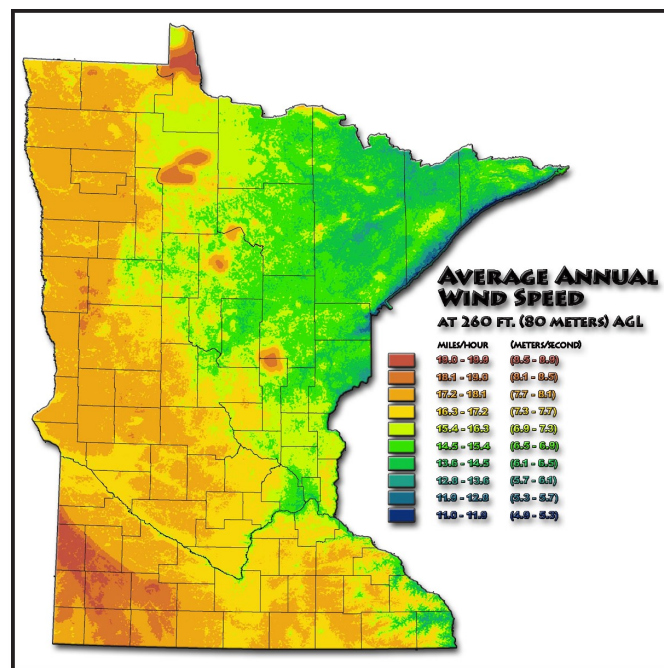 AVERAGE ANNUAL
WIND SPEED
AT 260 FT. (80 METERS) AGL
MILES/HOUR (METERS/SECOND)
19.0 - 19.9 (8.5 - 8.9)
18.1 - 19.0 (8.1 - 8.5)
17.2 - 18.1 (7.7 - 8.1)
16.3 - 17.2 (7.3 - 7.7)
15.4 - 16.3 (6.9 - 7.3)
14.5 - 15.4 (6.5 - 6.9)
13.6 - 14.5 (6.1 - 6.5)
12.8 - 13.6 (5.7 - 6.1)
11.9 - 12.8 (5.3 - 5.7)
11.0 - 11.9 (4.9 - 5.3)